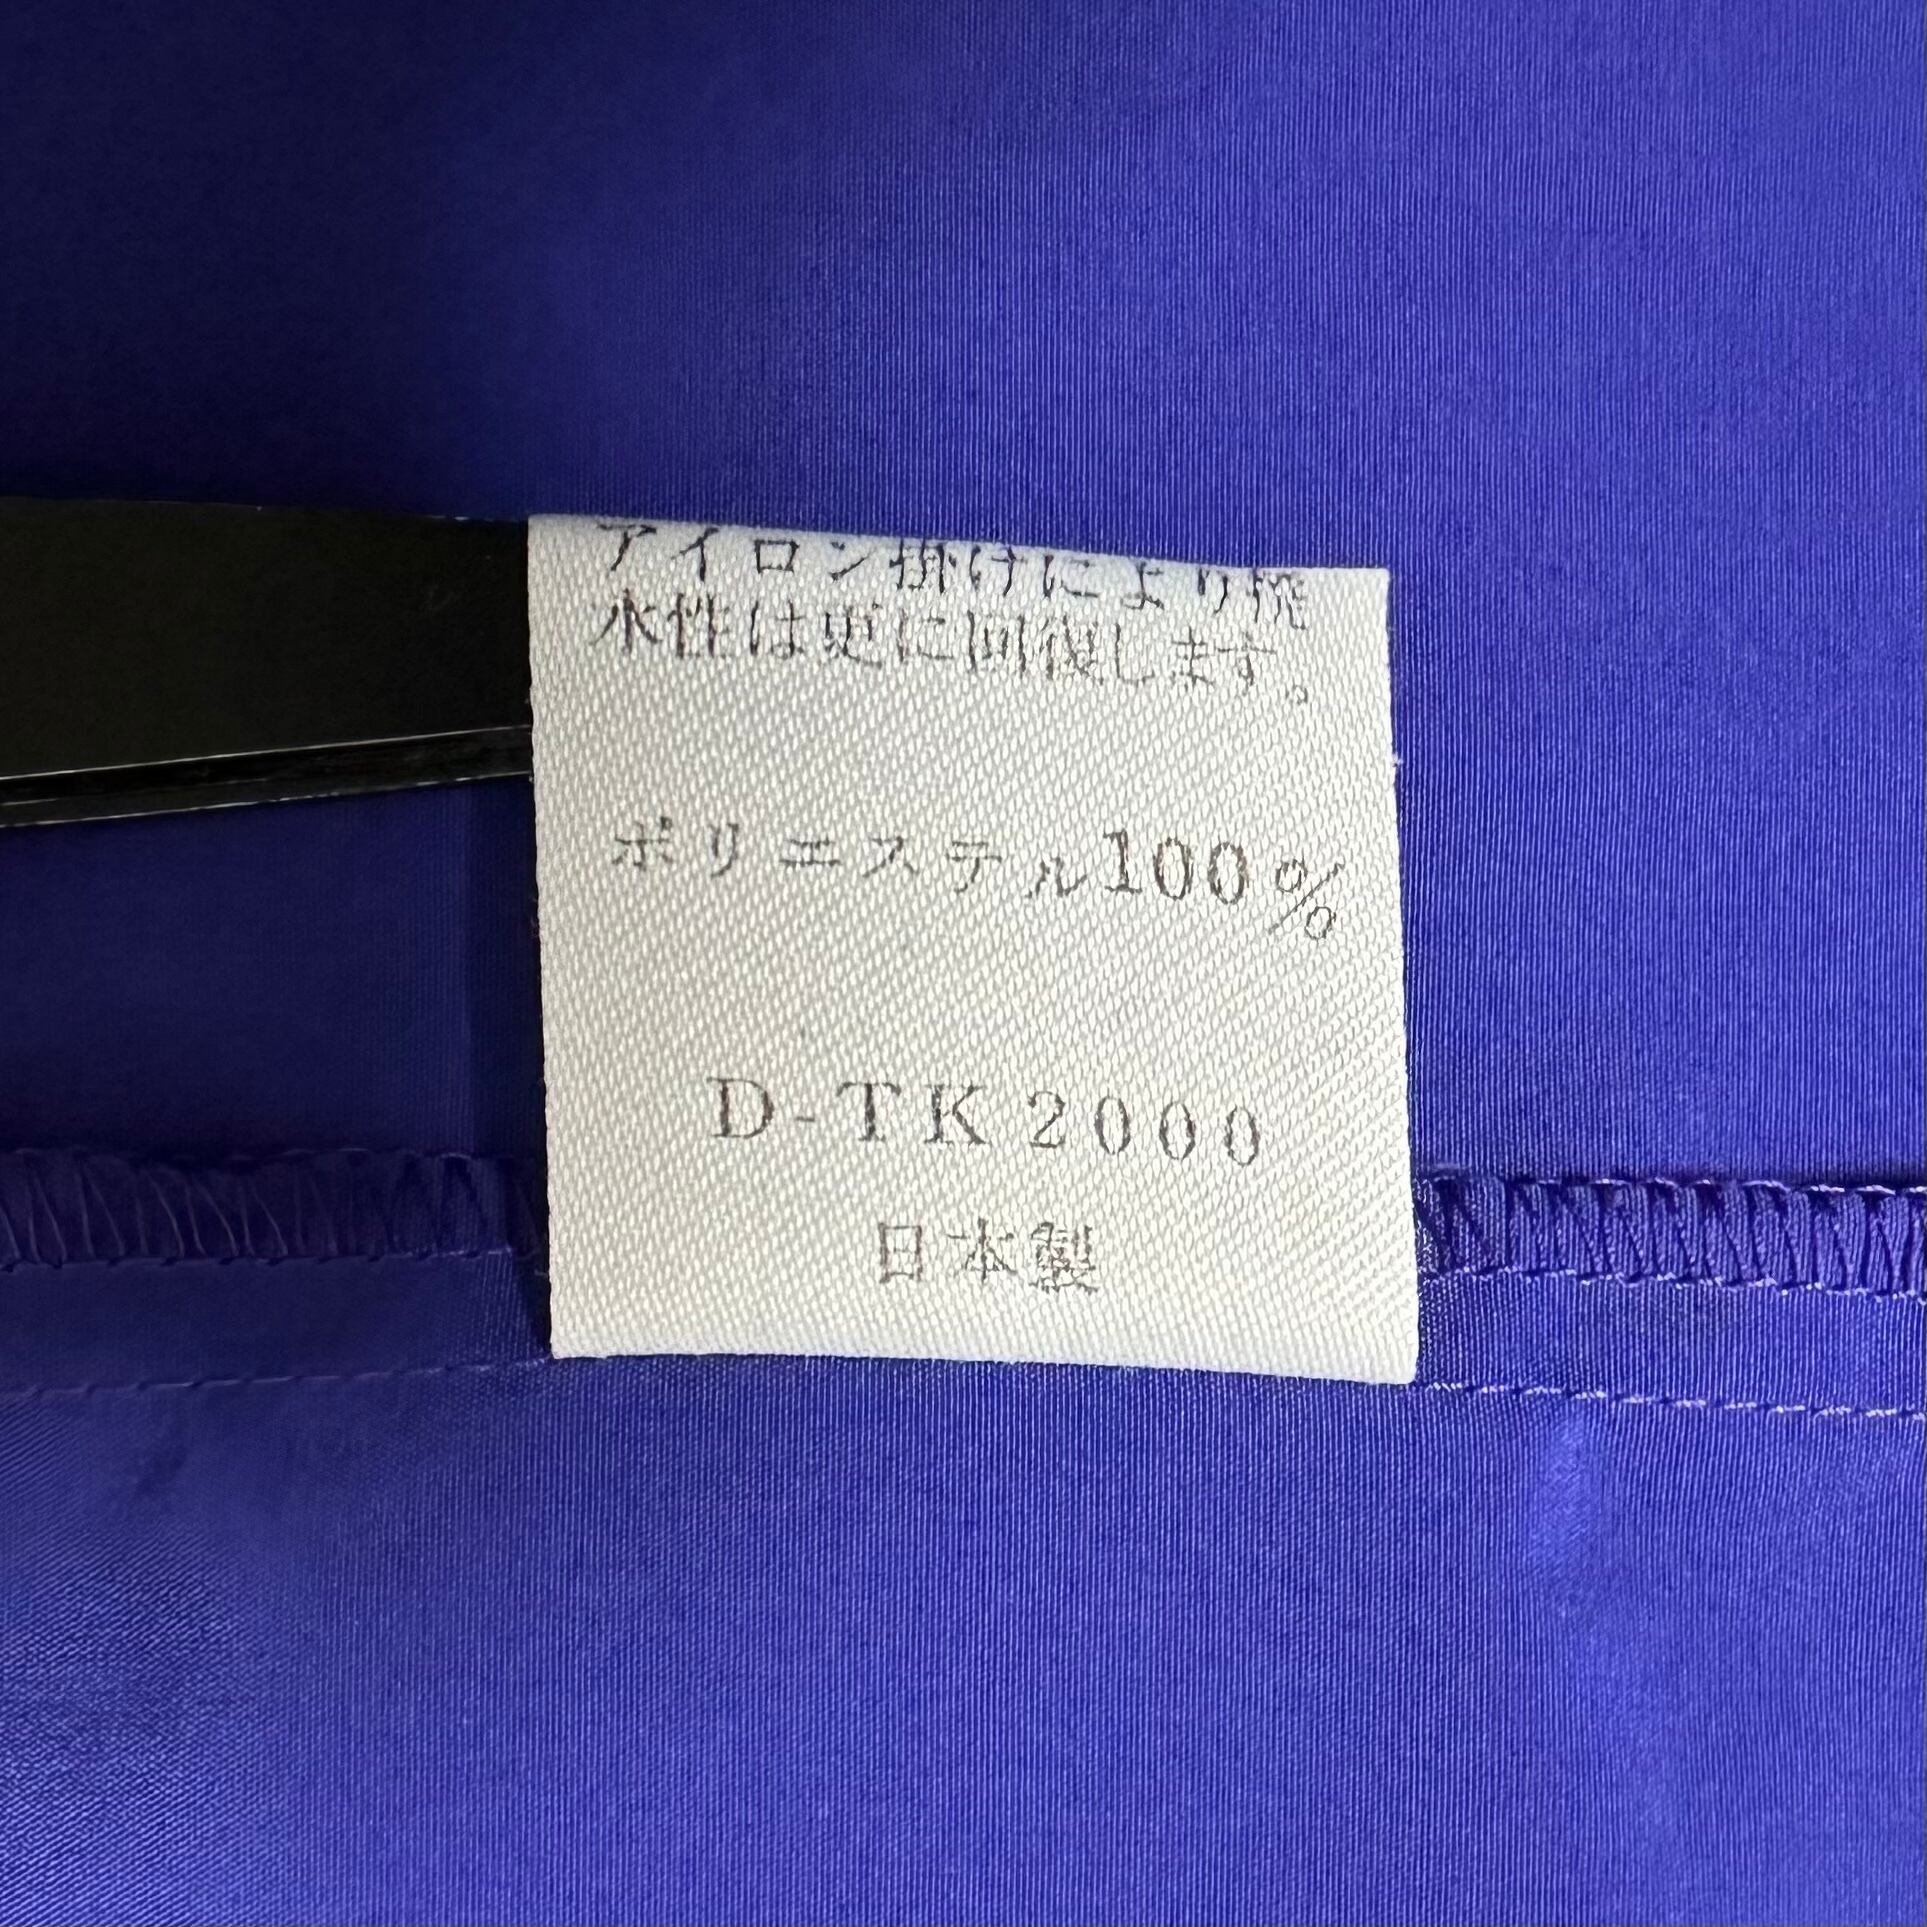 アイロン掛けにより撥
水性は更に回復します。
ポリエステル100%
D-TK2000
日本製